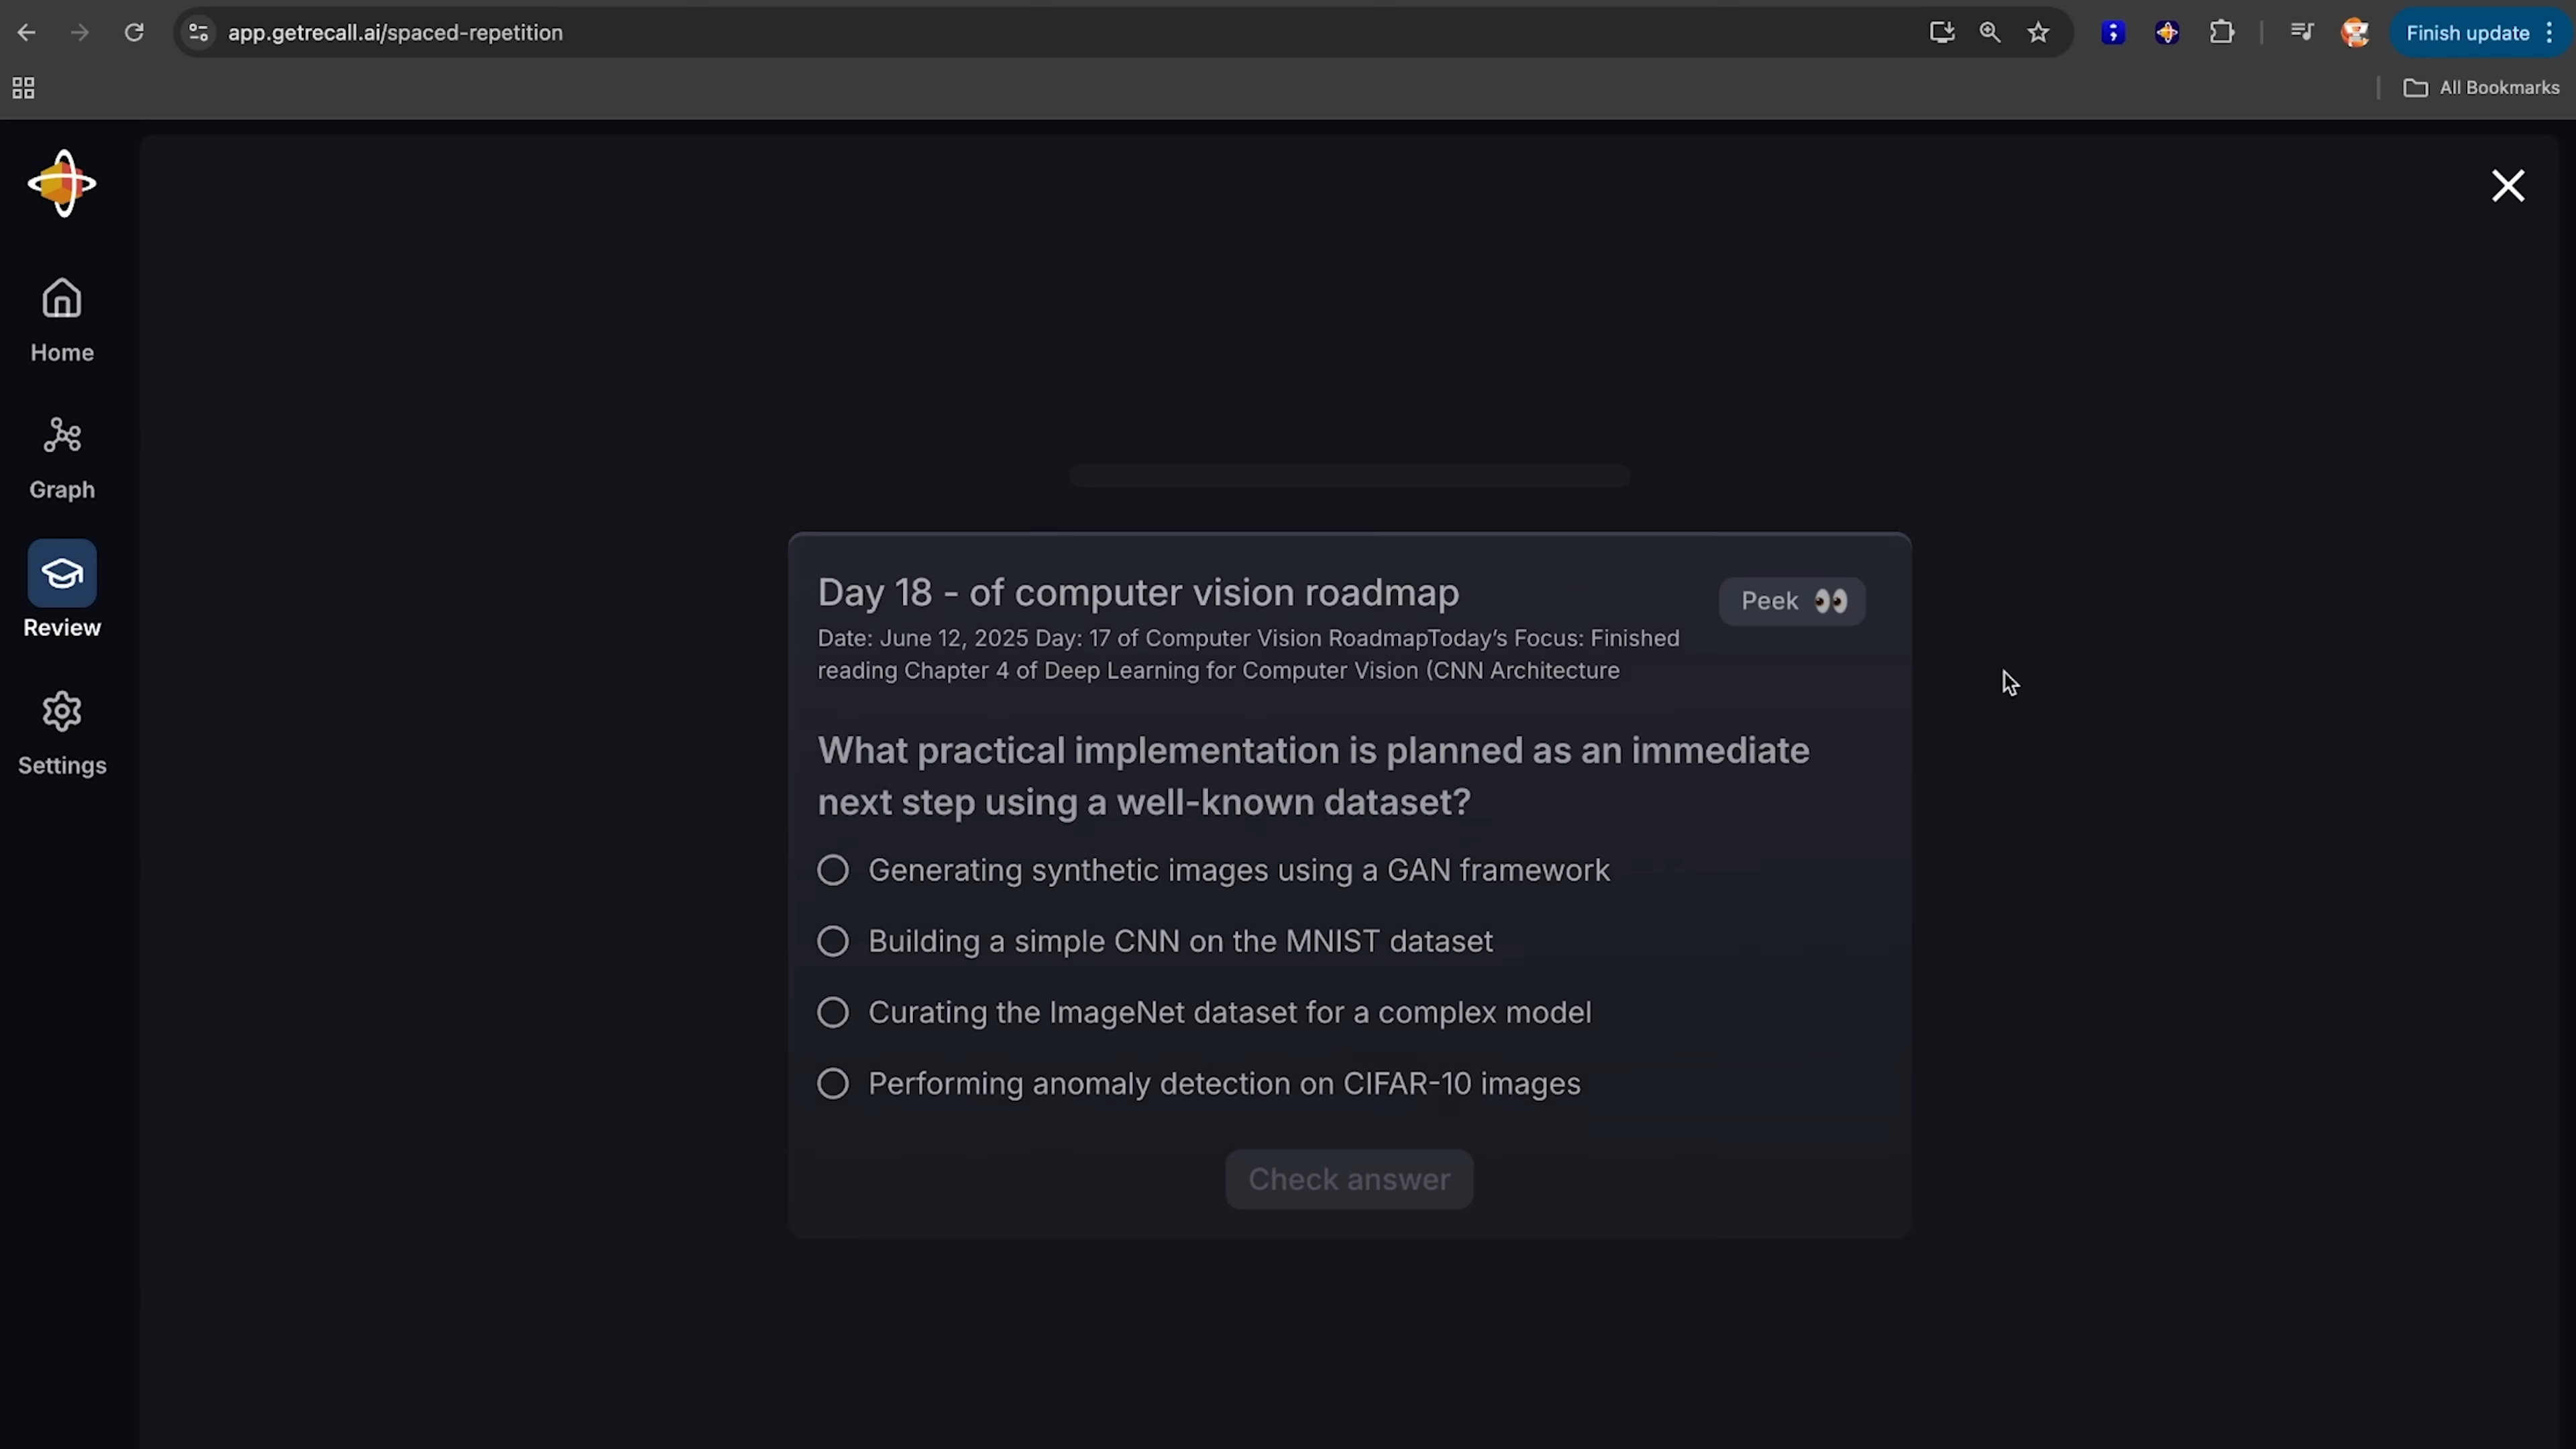 app.getrecall.ai/spaced-repetition
Finish update
All Bookmarks
Home
Graph
Review
Settings
Day 18 - of computer vision roadmap
Peek 👀
Date: June 12, 2025 Day: 17 of Computer Vision RoadmapToday’s Focus: Finished
reading Chapter 4 of Deep Learning for Computer Vision (CNN Architecture
What practical implementation is planned as an immediate
next step using a well-known dataset?
Generating synthetic images using a GAN framework
Building a simple CNN on the MNIST dataset
Curating the ImageNet dataset for a complex model
Performing anomaly detection on CIFAR-10 images
Check answer